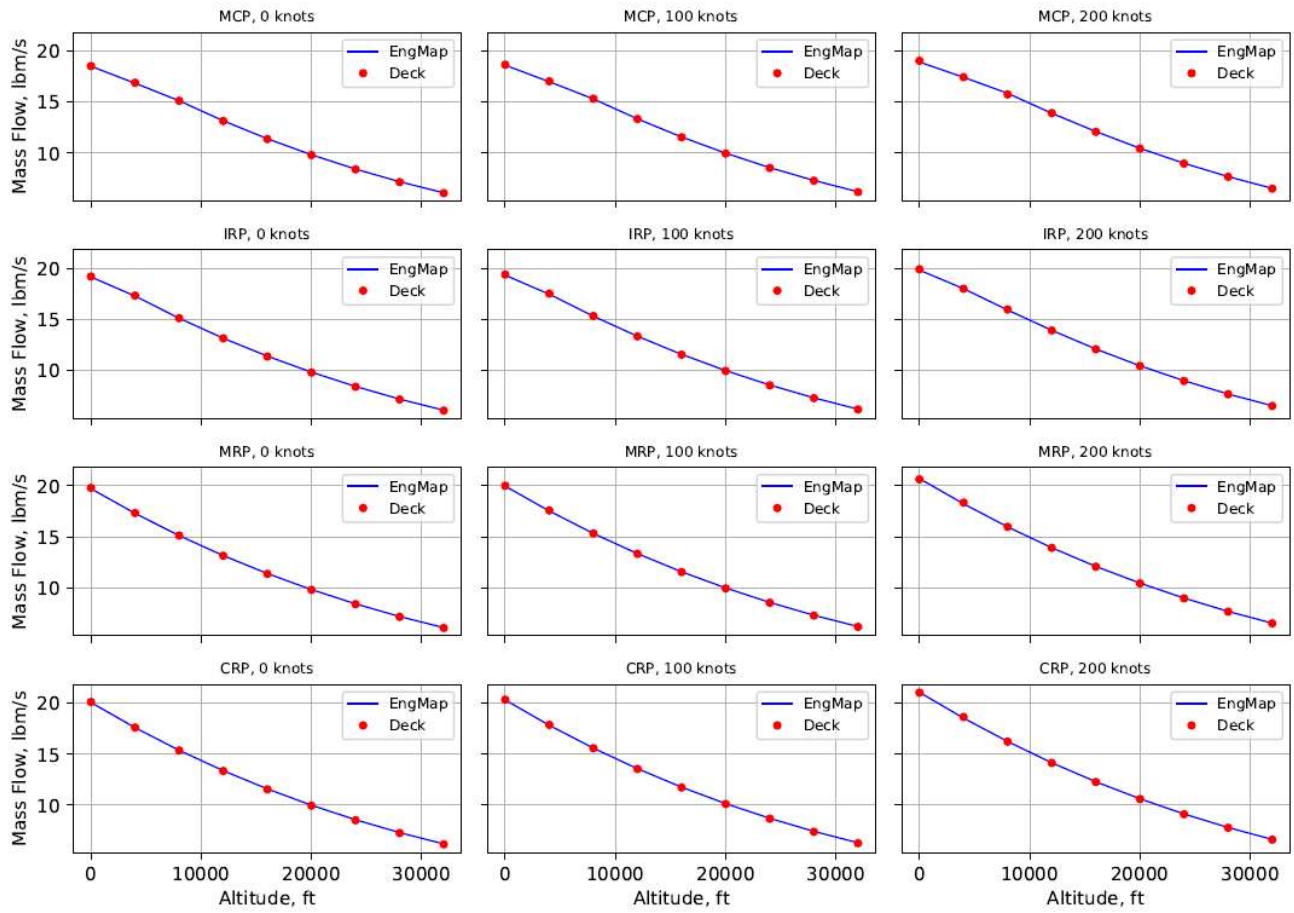 MCP, 0 knots
MCP, 100 knots
MCP, 200 knots
Mass Flow, lbm/s
20
15
10
EngMap
Deck
EngMap
Deck
EngMap
Deck
IRP, 0 knots
IRP, 100 knots
IRP, 200 knots
Mass Flow, lbm/s
20
15
10
EngMap
Deck
EngMap
Deck
EngMap
Deck
MRP, 0 knots
MRP, 100 knots
MRP, 200 knots
Mass Flow, lbm/s
20
15
10
EngMap
Deck
EngMap
Deck
EngMap
Deck
CRP, 0 knots
CRP, 100 knots
CRP, 200 knots
Mass Flow, lbm/s
20
15
10
EngMap
Deck
EngMap
Deck
EngMap
Deck
0 10000 20000 30000
0 10000 20000 30000
0 10000 20000 30000
Altitude, ft
Altitude, ft
Altitude, ft